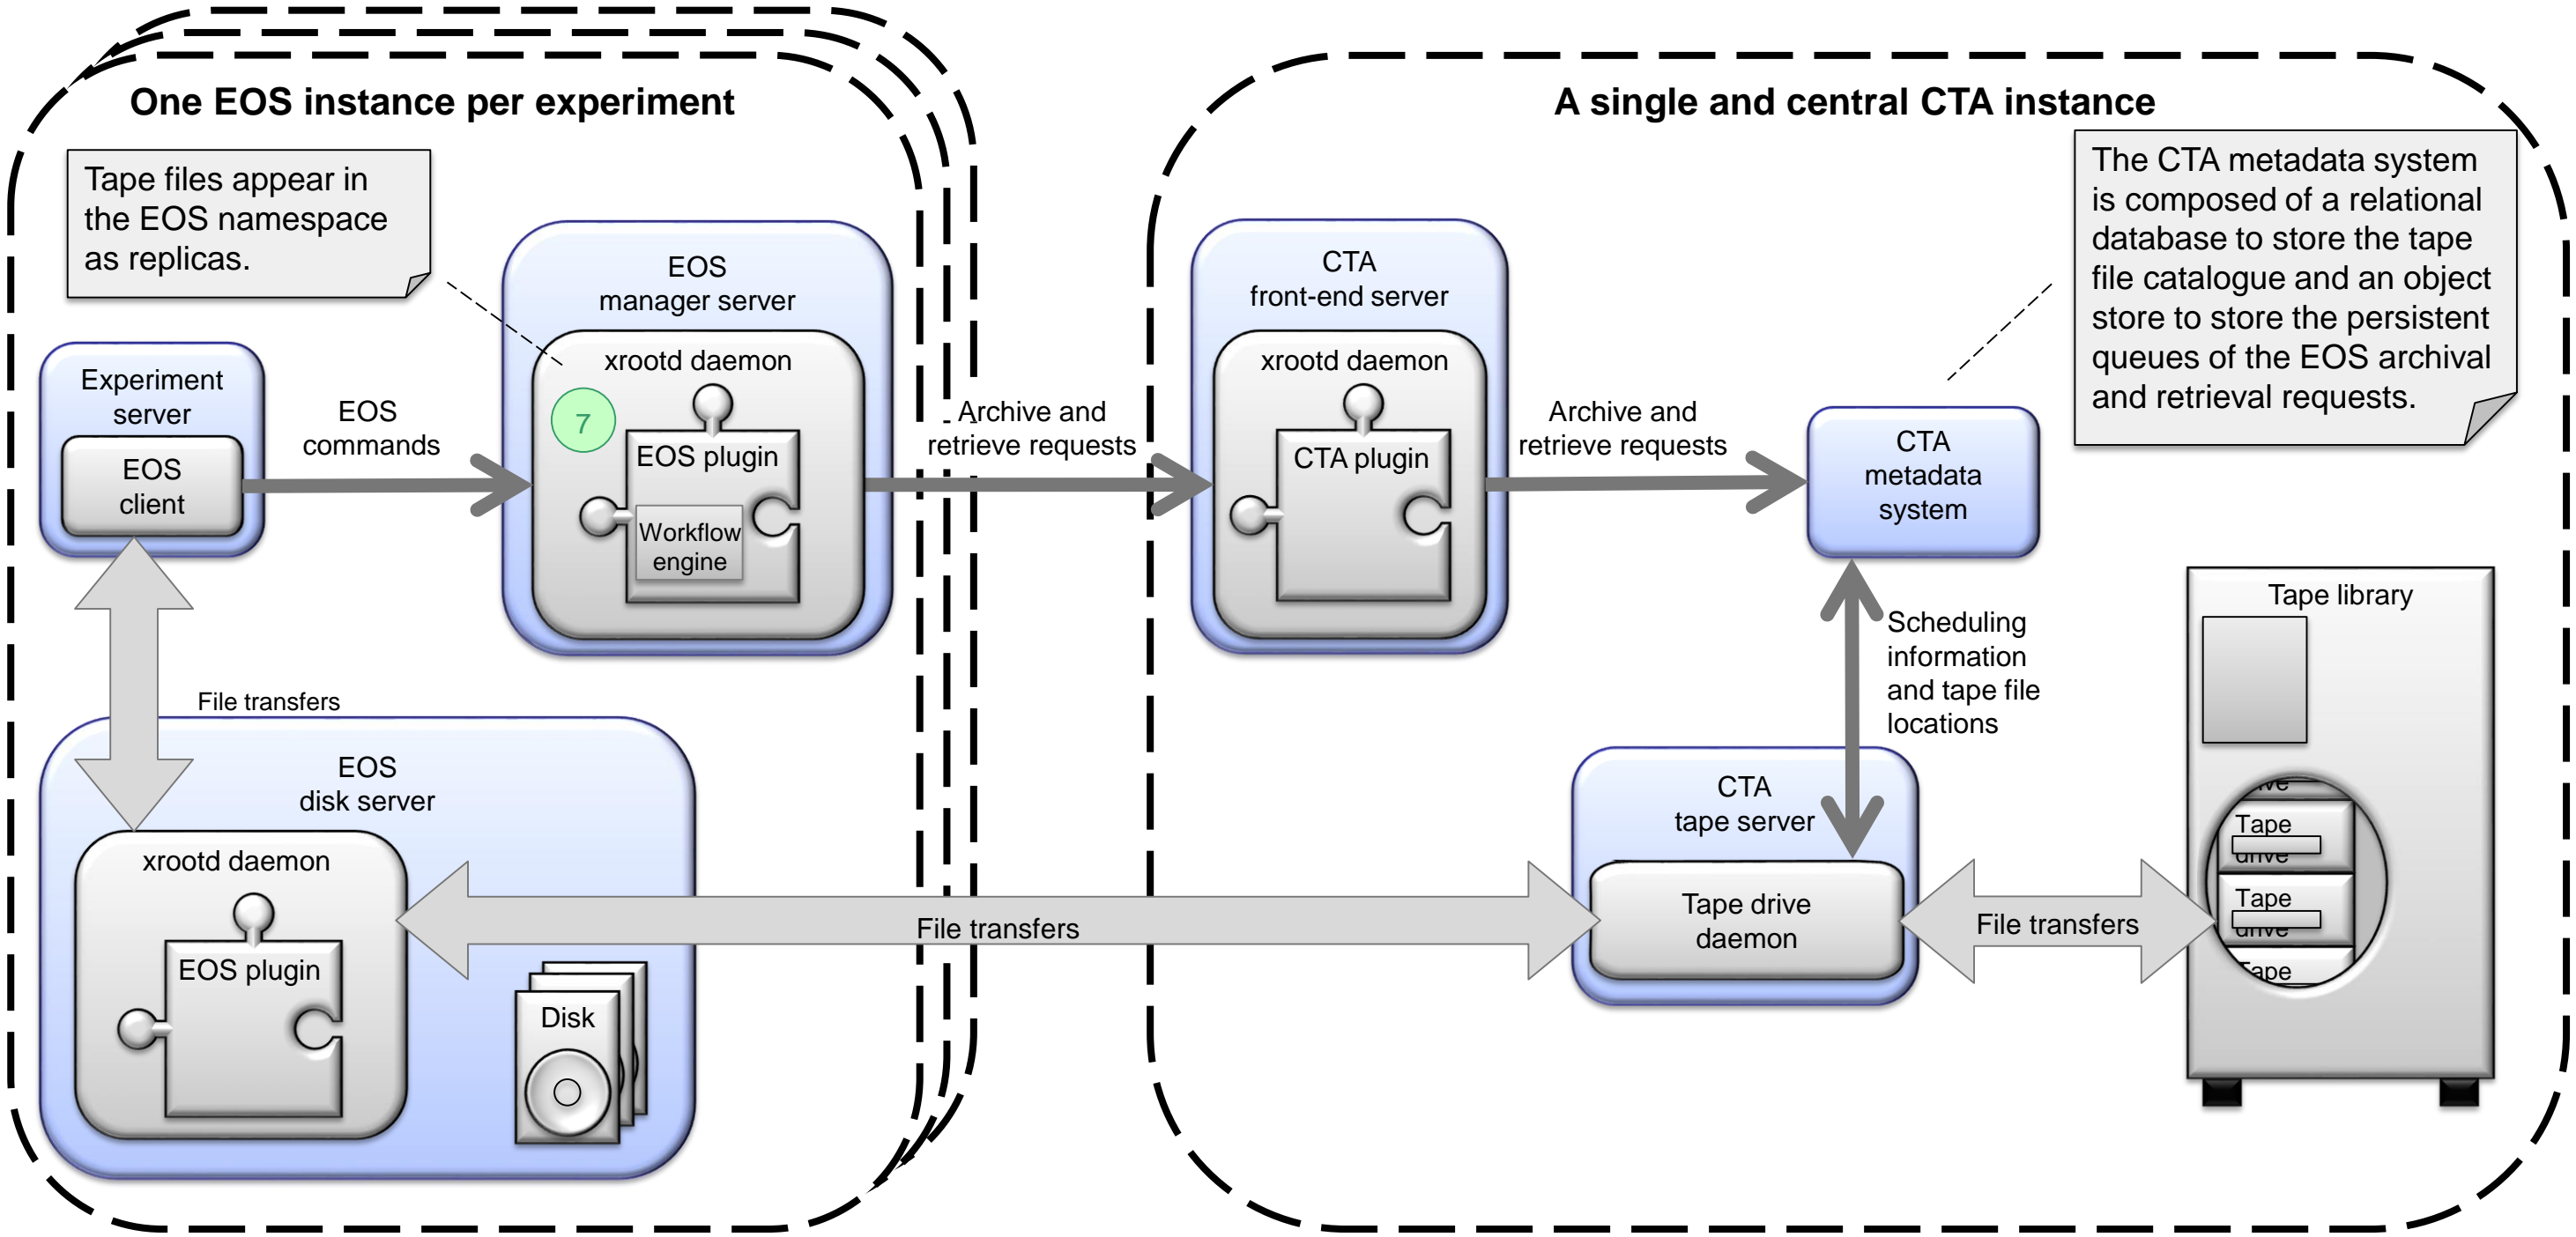 One EOS instance per experiment
Tape files appear in
the EOS namespace
as replicas.
EOS
manager server
xrootd daemon
7
EOS plugin
Workflow
engine
Experiment
server
EOS
client
EOS
commands
File transfers
EOS
disk server
xrootd daemon
EOS plugin
Disk
Archive and
retrieve requests
File transfers
A single and central CTA instance
The CTA metadata system
is composed of a relational
database to store the tape
file catalogue and an object
store to store the persistent
queues of the EOS archival
and retrieval requests.
CTA
front-end server
xrootd daemon
CTA plugin
Archive and
retrieve requests
CTA
metadata
system
Scheduling
information
and tape file
locations
CTA
tape server
Tape drive
daemon
File transfers
Tape library
Tape
drive
Tape
drive
Tape